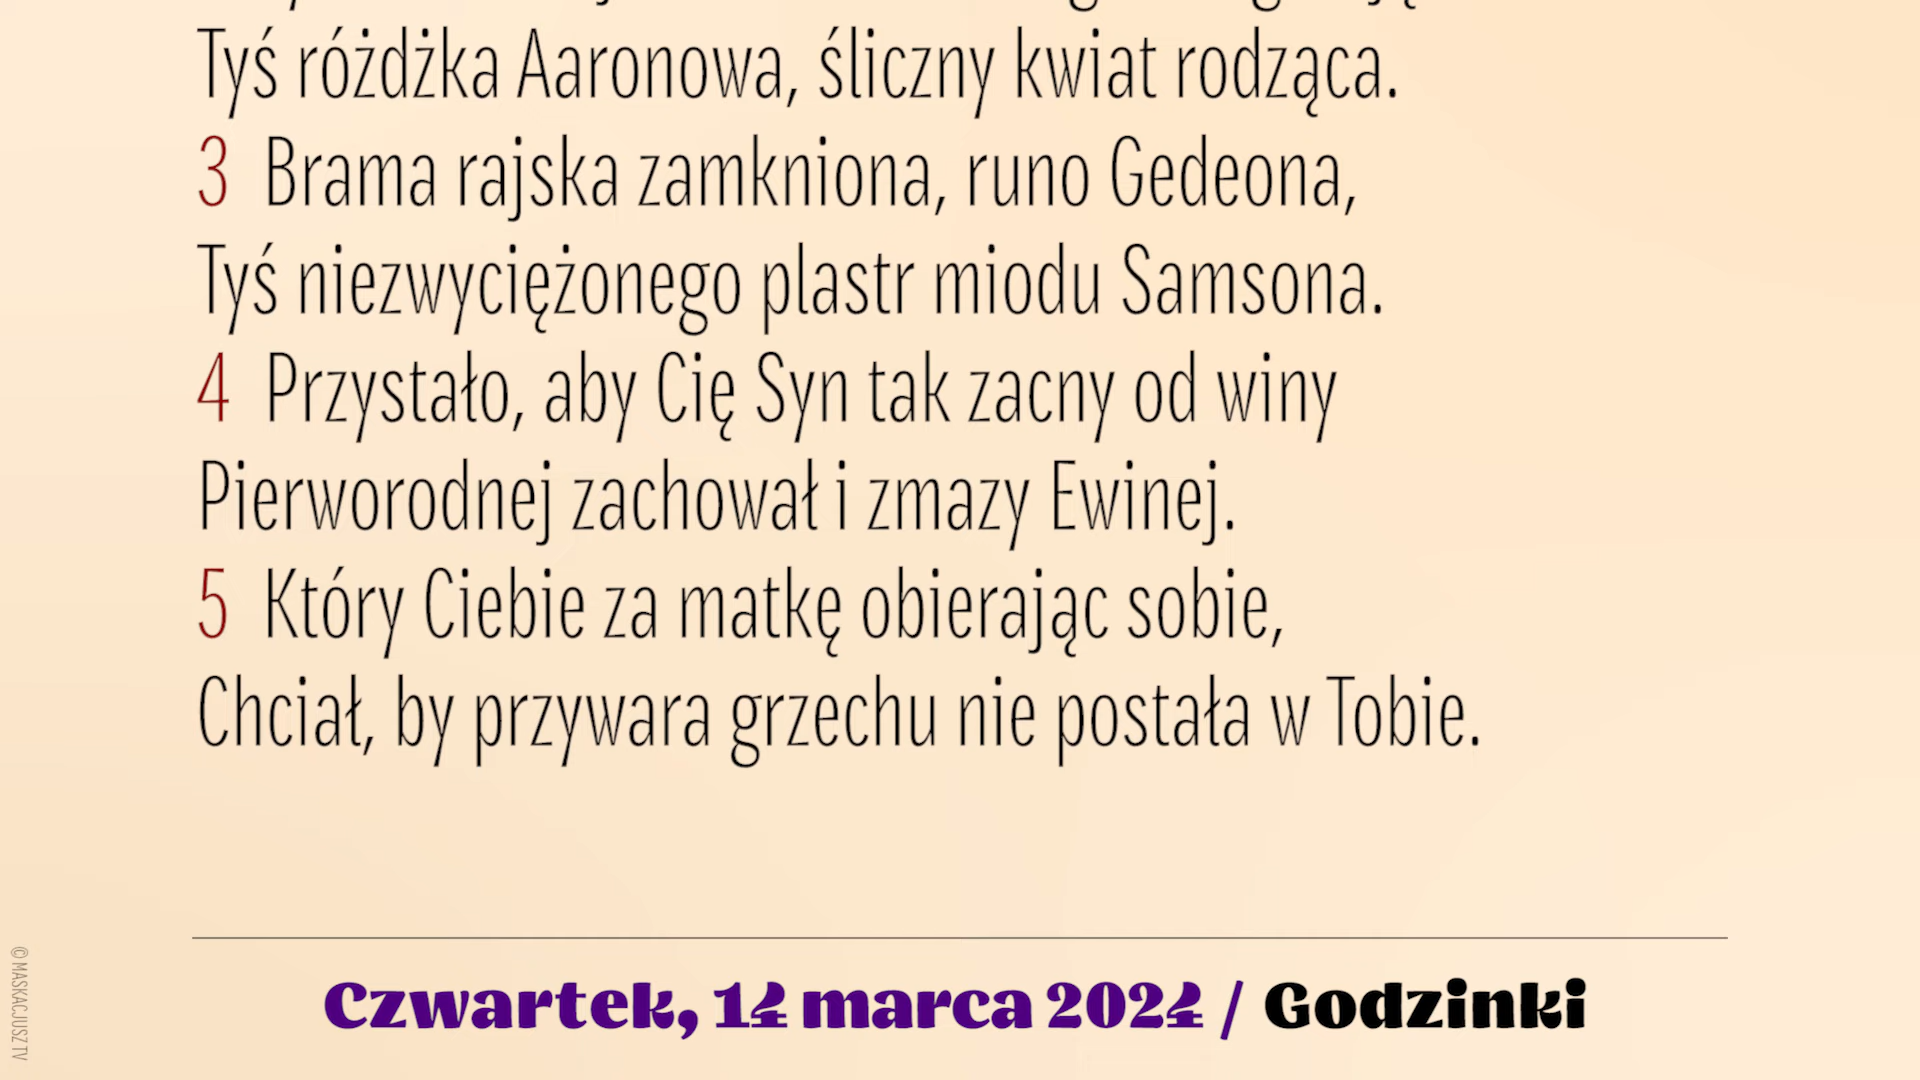 Tyś różdżka Aaronowa, śliczny kwiat rodząca.
3 Brama rajska zamkniona, runo Gedeona,
Tyś niezwyciężonego plastr miodu Samsona.
4 Przystało, aby Cię Syn tak zacny od winy
Pierworodnej zachował i zmazy Ewinej.
5 Który Ciebie za matkę obierając sobie,
Chciał, by przywara grzechu nie postała w Tobie.
Czwartek, 14 marca 2024 / Godzinki
© MASKACJUSZ TV